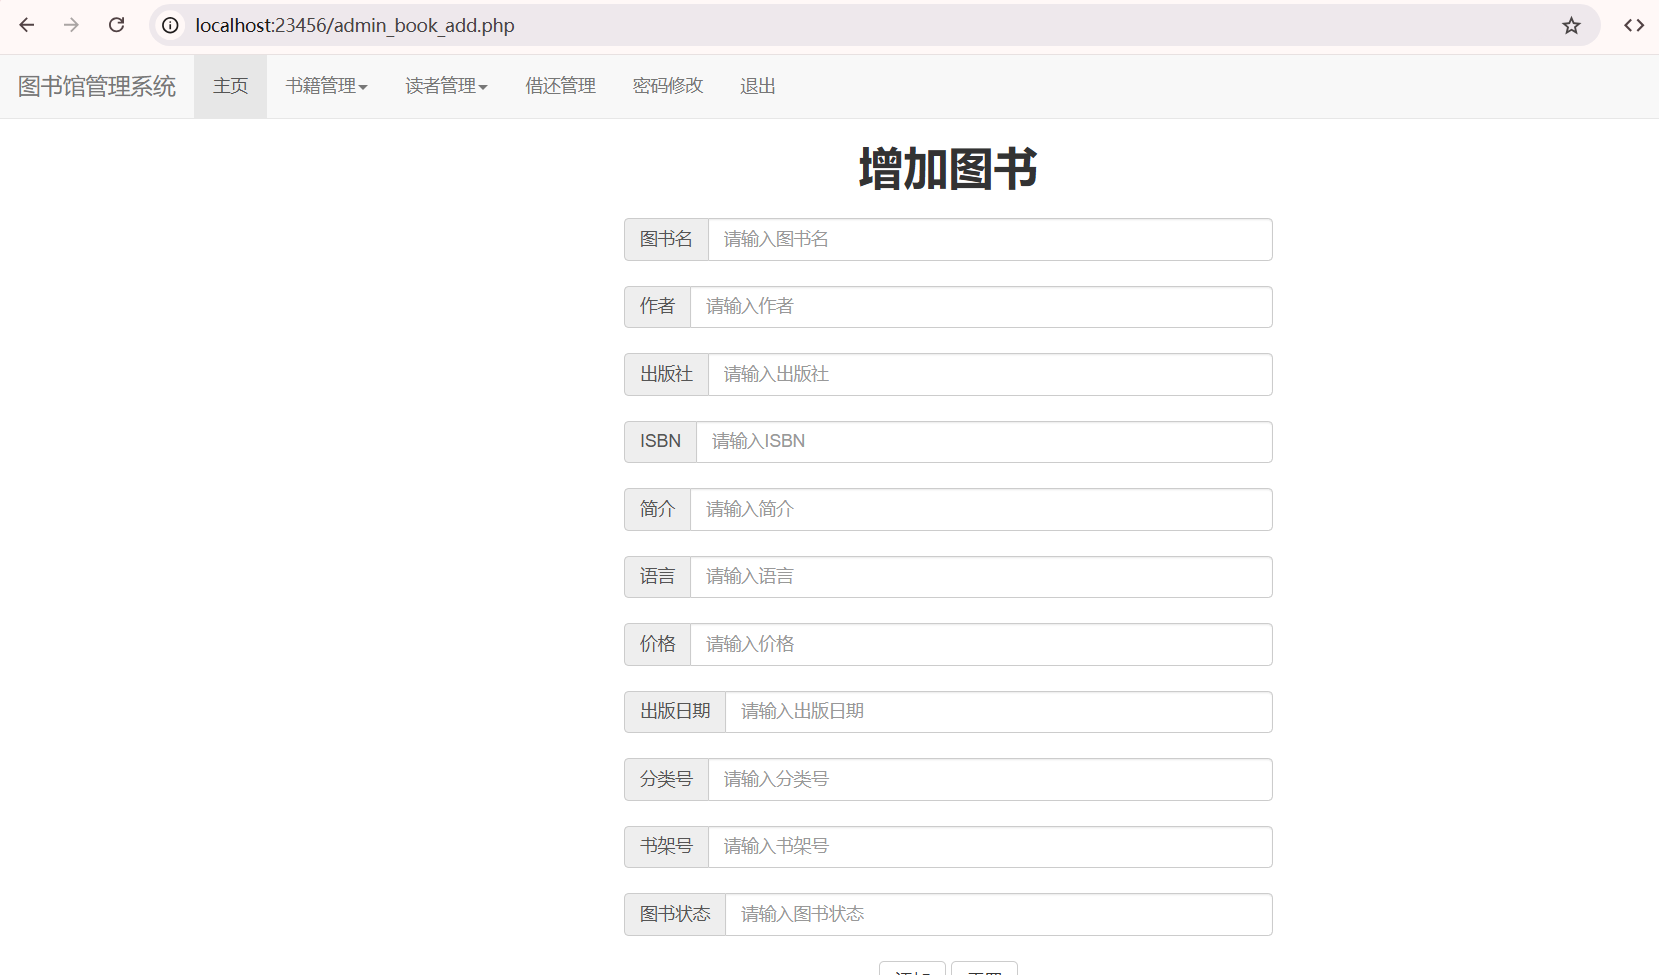 localhost:23456/admin_book_add.php
图书馆管理系统 主页 书籍管理 读者管理 借还管理 密码修改 退出
增加图书
图书名 请输入图书名
作者 请输入作者
出版社 请输入出版社
ISBN 请输入ISBN
简介 请输入简介
语言 请输入语言
价格 请输入价格
出版日期 请输入出版日期
分类号 请输入分类号
书架号 请输入书架号
图书状态 请输入图书状态